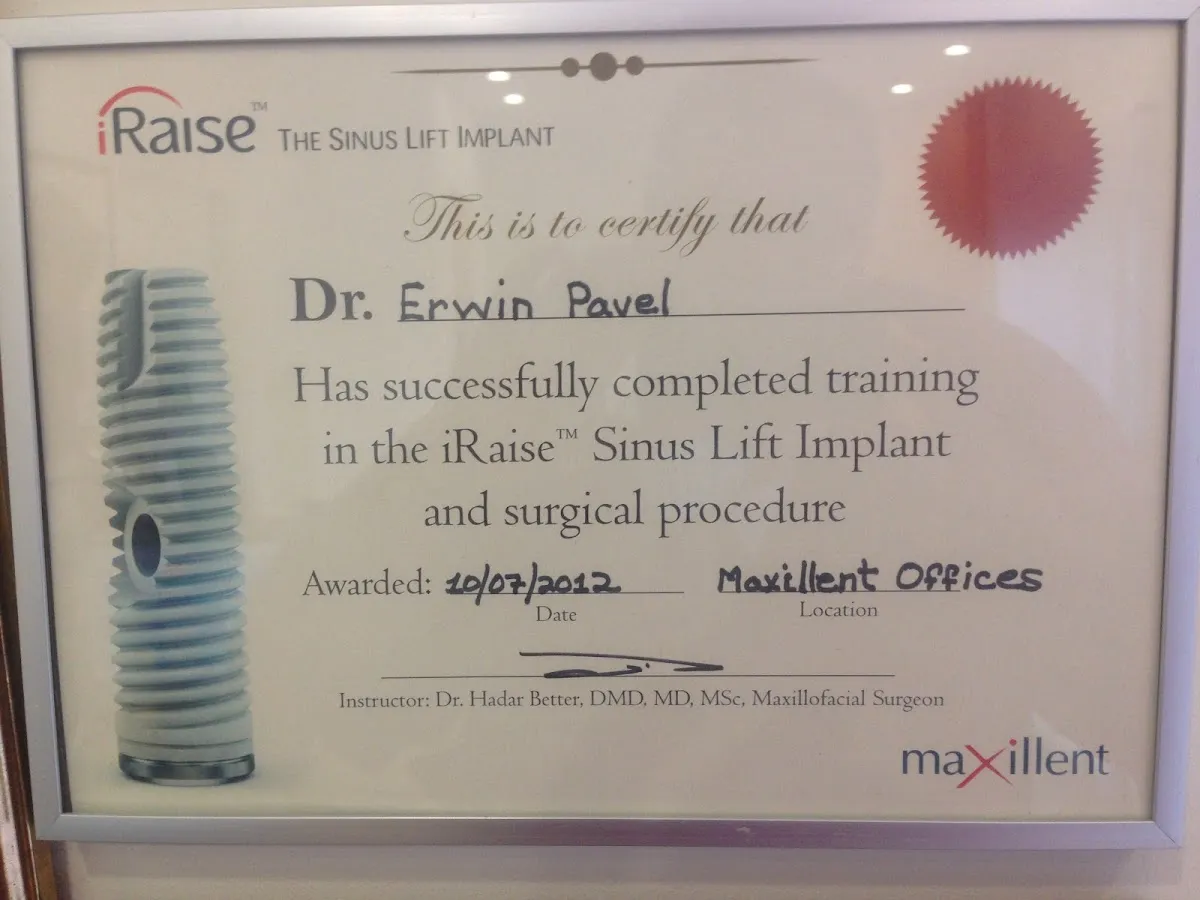 iRaise™ THE SINUS LIFT IMPLANT
This is to certify that
Dr. Erwin Pavel
Has successfully completed training
in the iRaise™ Sinus Lift Implant
and surgical procedure
Awarded: 10/07/2012 Maxillent Offices
Date Location
Instructor: Dr. Hadar Better, DMD, MD, MSc, Maxillofacial Surgeon
maxillent